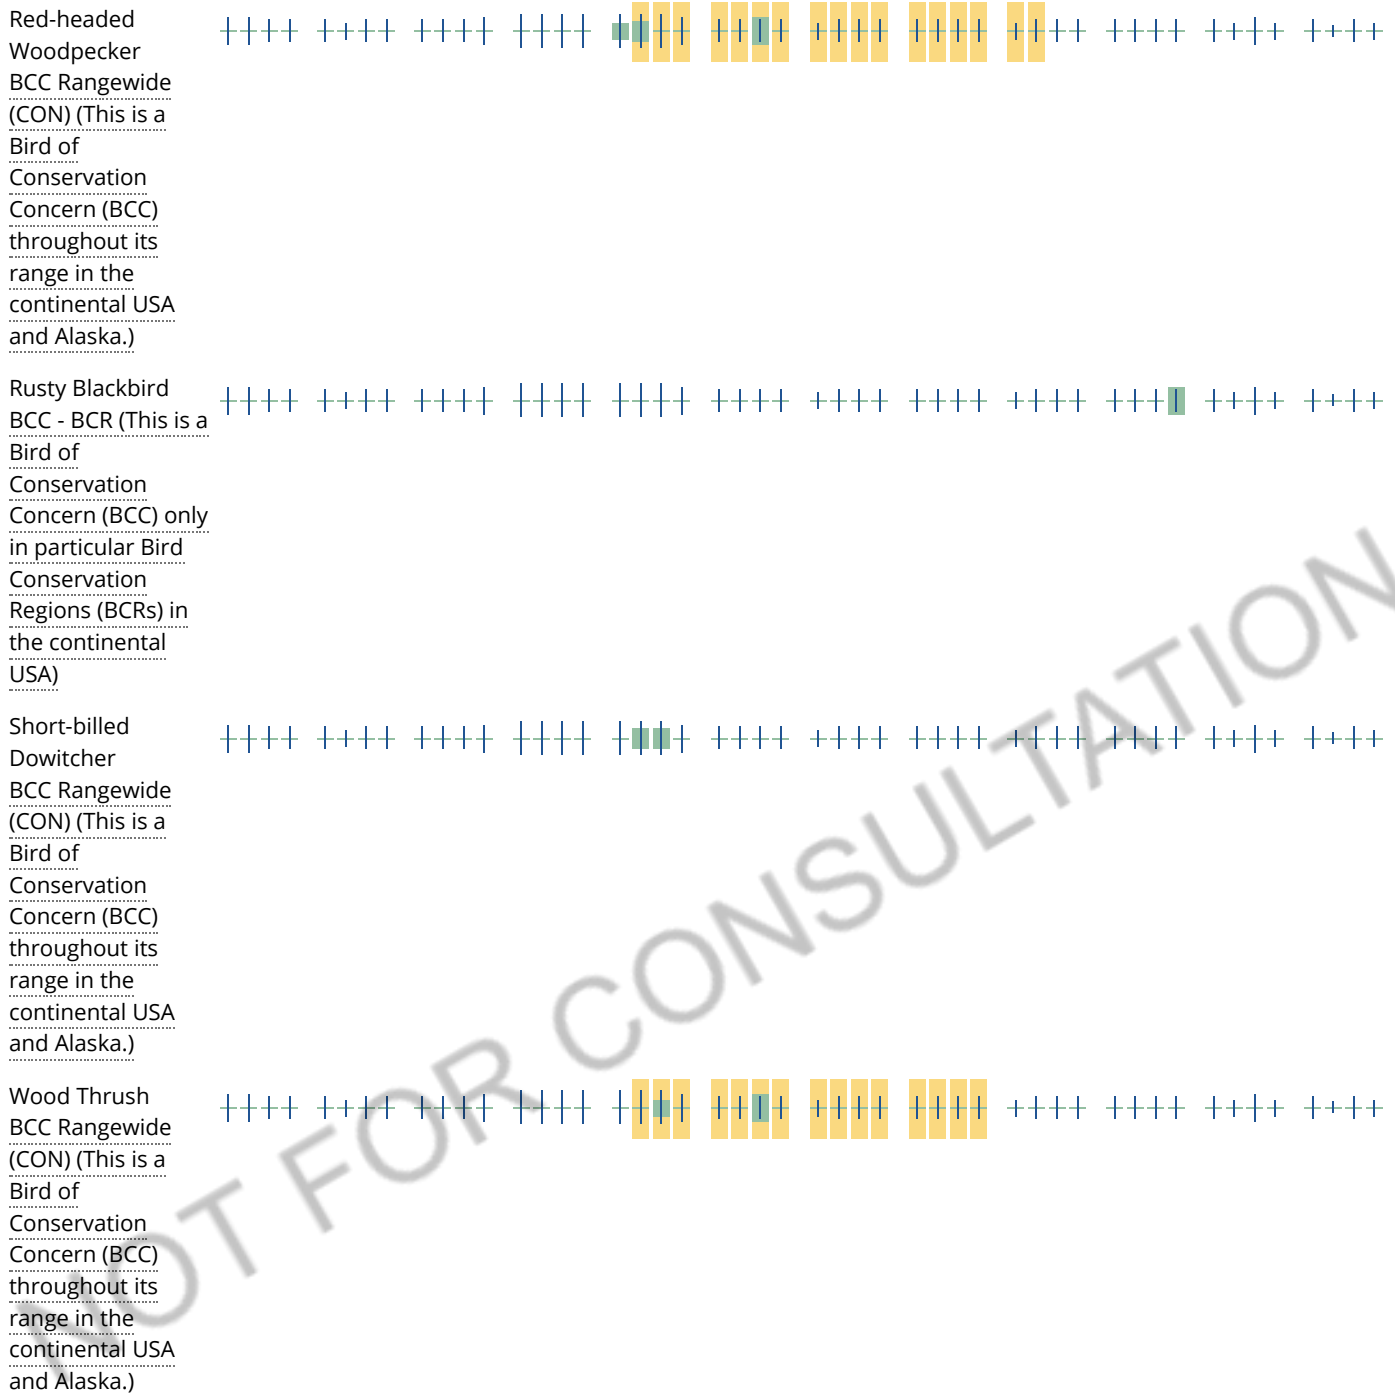 Red-headed
Woodpecker
BCC Rangewide
(CON) (This is a
Bird of
Conservation
Concern (BCC)
throughout its
range in the
continental USA
and Alaska.)
Rusty Blackbird
BCC - BCR (This is a
Bird of
Conservation
Concern (BCC) only
in particular Bird
Conservation
Regions (BCRs) in
the continental
USA)
Short-billed
Dowitcher
BCC Rangewide
(CON) (This is a
Bird of
Conservation
Concern (BCC)
throughout its
range in the
continental USA
and Alaska.)
Wood Thrush
BCC Rangewide
(CON) (This is a
Bird of
Conservation
Concern (BCC)
throughout its
range in the
continental USA
and Alaska.)
NOT FOR CONSULTATION